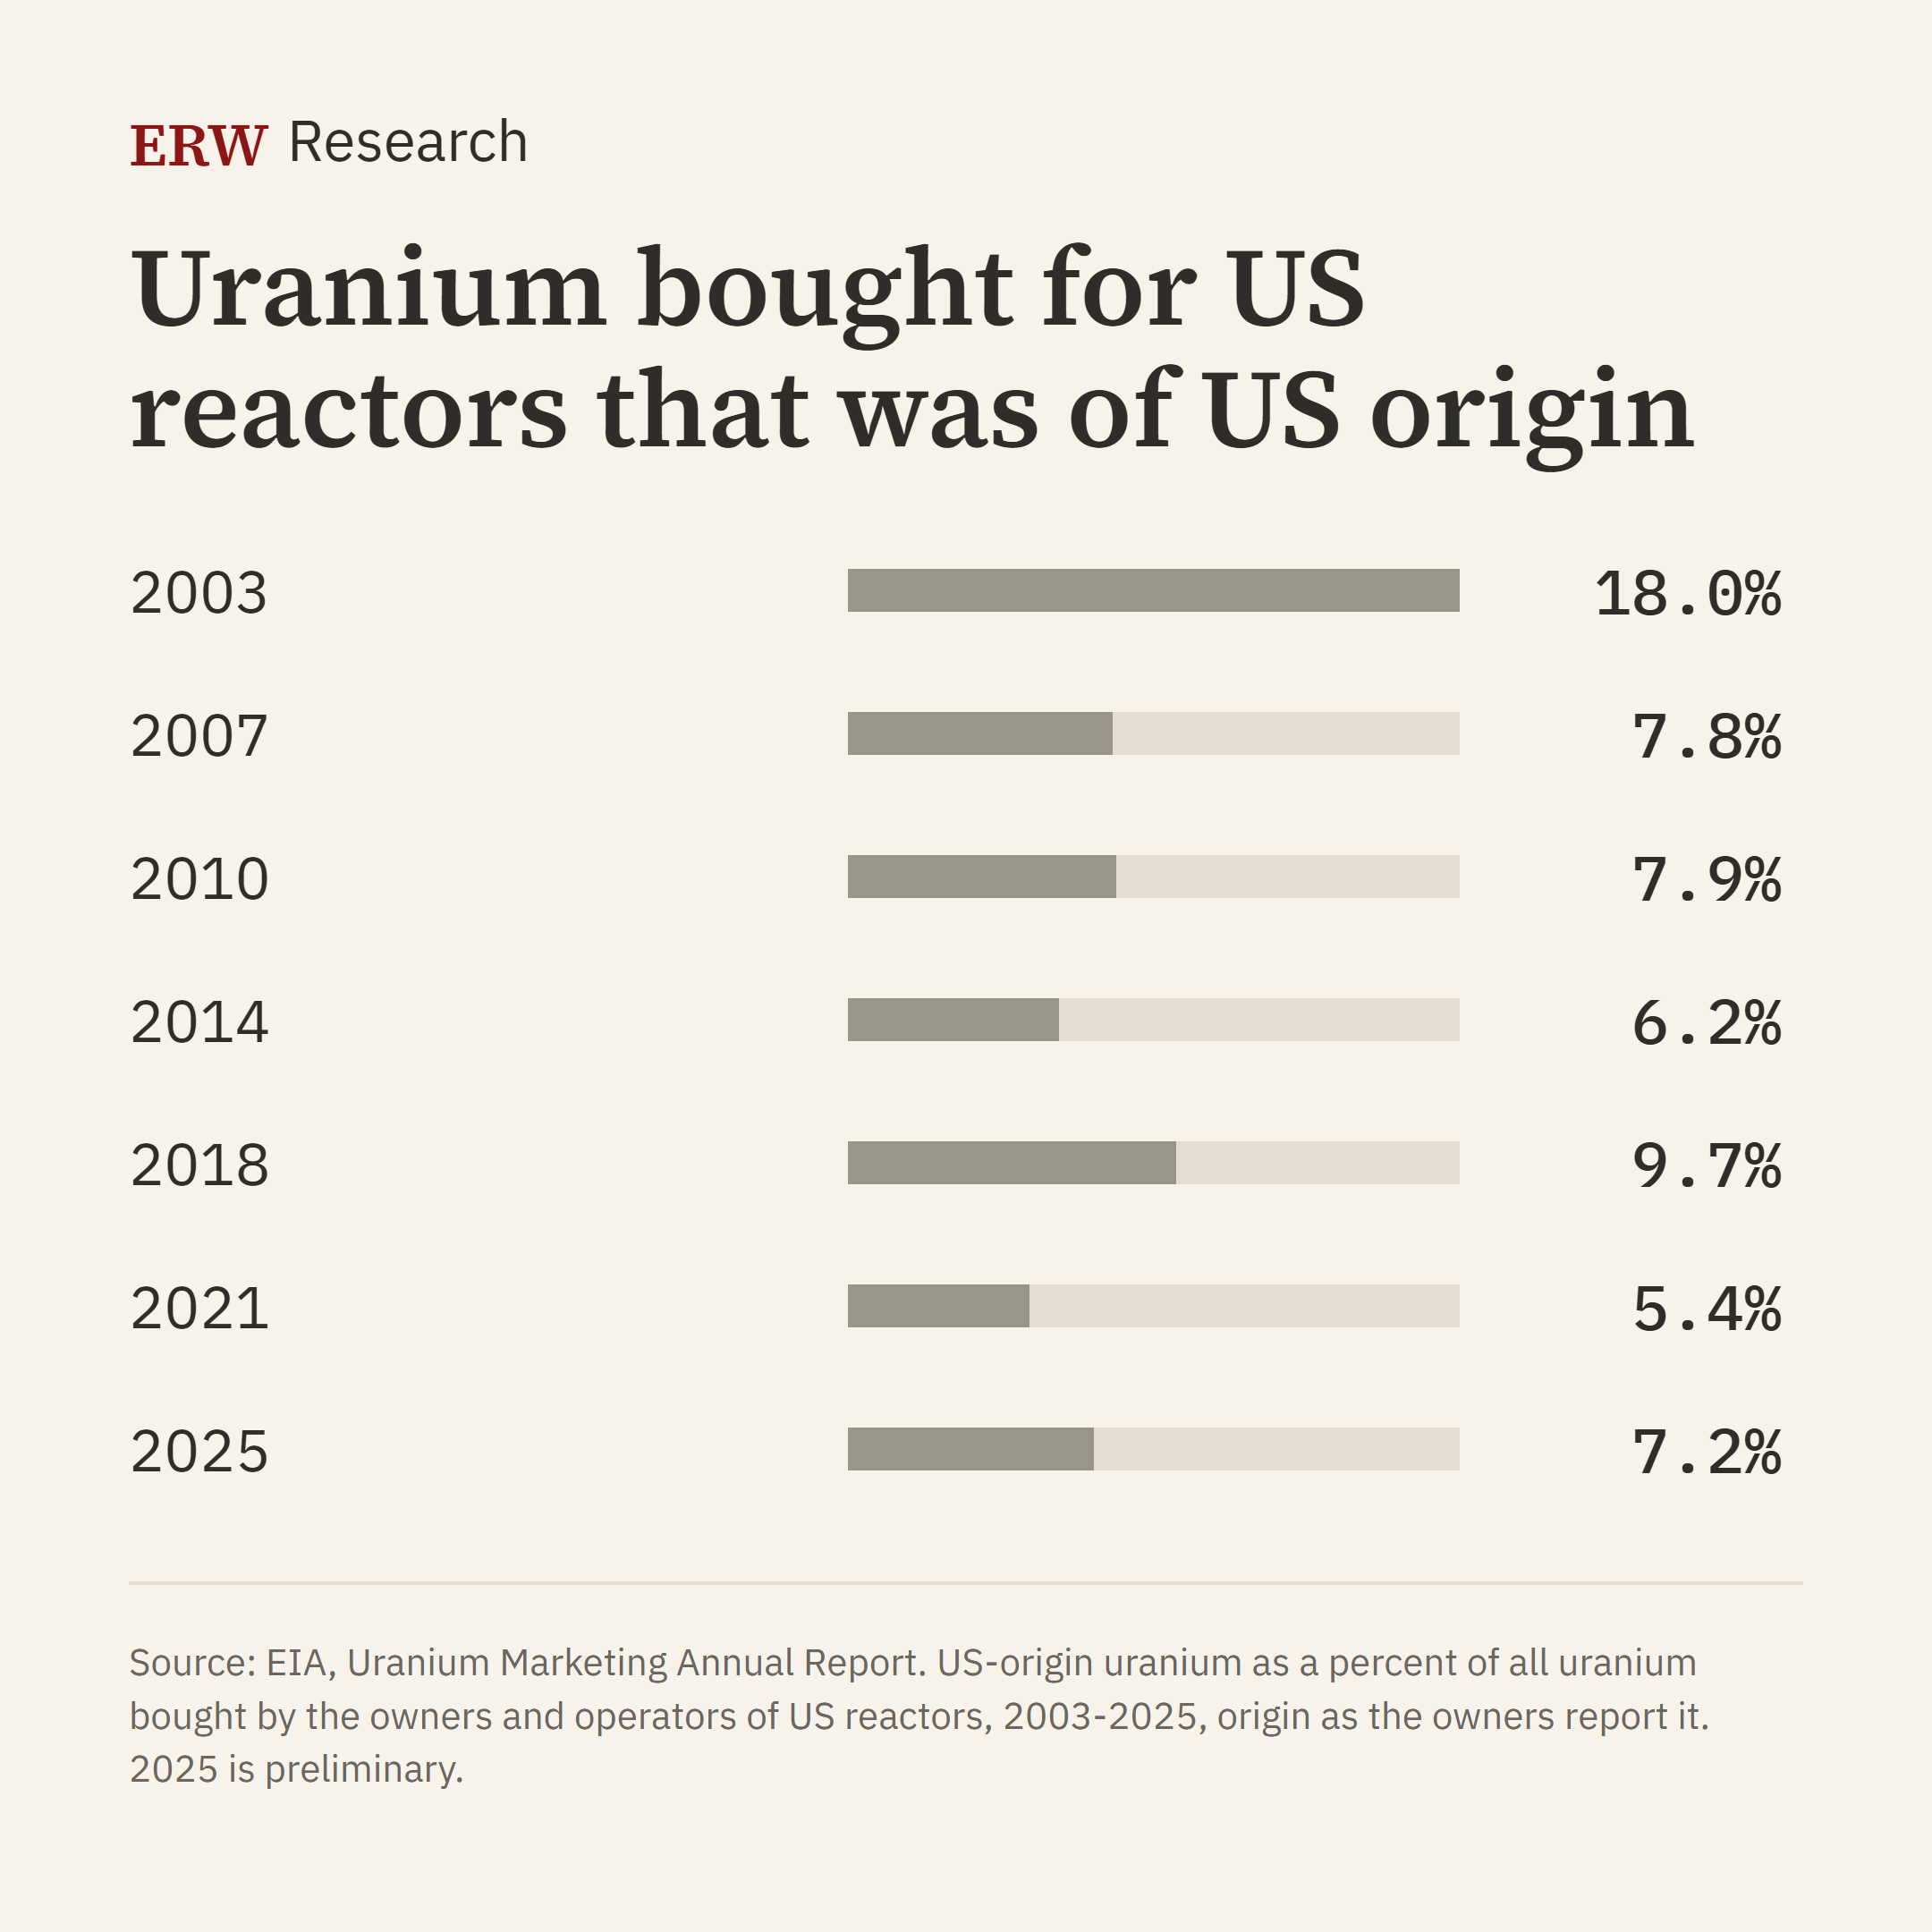 ERW Research
Uranium bought for US
reactors that was of US origin
2003 18.0%
2007 7.8%
2010 7.9%
2014 6.2%
2018 9.7%
2021 5.4%
2025 7.2%
Source: EIA, Uranium Marketing Annual Report. US-origin uranium as a percent of all uranium
bought by the owners and operators of US reactors, 2003-2025, origin as the owners report it.
2025 is preliminary.